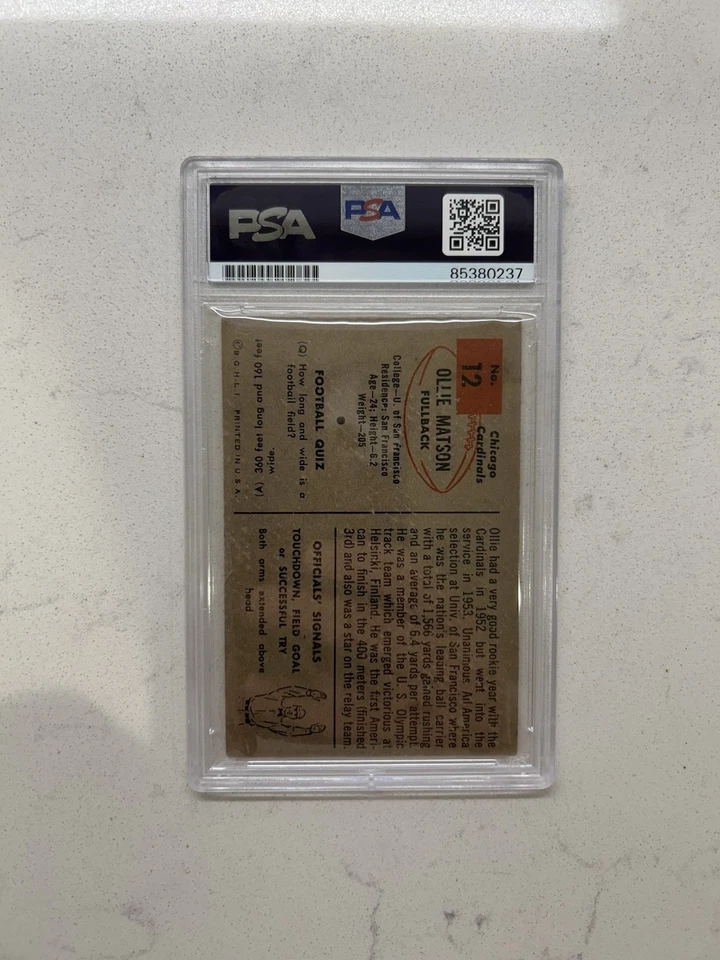 PSA
PSA
85380237
No.
12
Chicago
Cardinals
OLLIE MATSON
FULLBACK
College—U. of San Francisco
Residence: San Francisco
Age—24; Height—6.2
Weight—205
FOOTBALL QUIZ
(Q) How long and wide is a
football field?
(A) 360 feet long and 160 feet
wide.
©B.G.H.L.I. PRINTED IN U.S.A.
Ollie had a very good rookie year with the
Cardinals in 1952 but went into the
service in 1953. Unanimous All America
selection at Univ. of San Francisco where
he was the nation's leading ball carrier
with a total of 1,566 yards gained rushing
and an average of 6.4 yards per attempt.
He was a member of the U. S. Olympic
track team which emerged victorious at
Helsinki, Finland. He was the first Ameri-
can to finish in the 400 meters (finished
3rd) and also was a star on the relay team.
OFFICIALS' SIGNALS
TOUCHDOWN, FIELD GOAL
or SUCCESSFUL TRY
Both arms extended above
head.